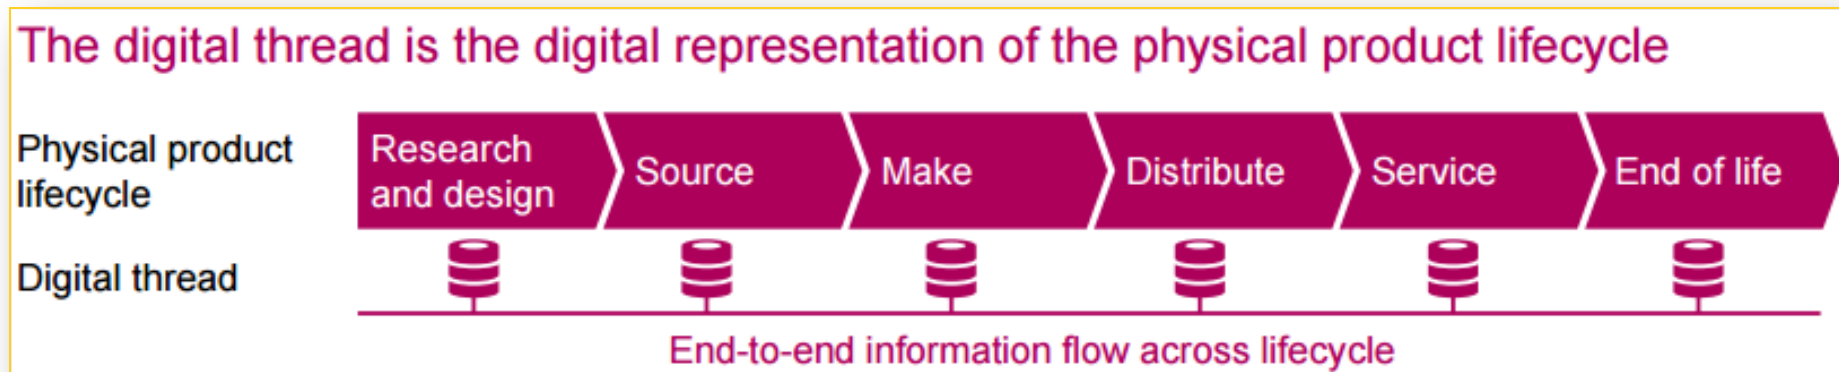 The digital thread is the digital representation of the physical product lifecycle
Physical product
lifecycle
Research
and design
Source
Make
Distribute
Service
End of life
Digital thread
End-to-end information flow across lifecycle